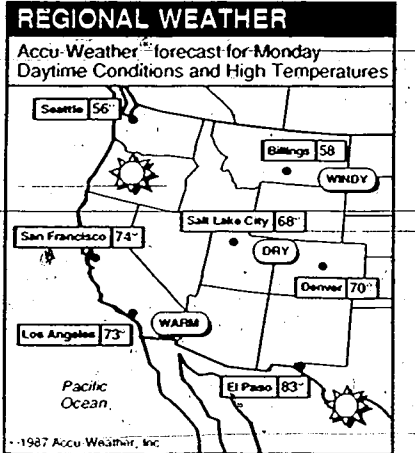 REGIONAL WEATHER
Accu-Weather forecast for Monday
Daytime Conditions and High Temperatures
Seattle 56°
Billings 58
WINDY
Salt Lake City 68°
San Francisco 74°
DRY
Denver 70°
WARM
Los Angeles 73°
El Paso 83°
Pacific
Ocean
1987 Accu-Weather, Inc